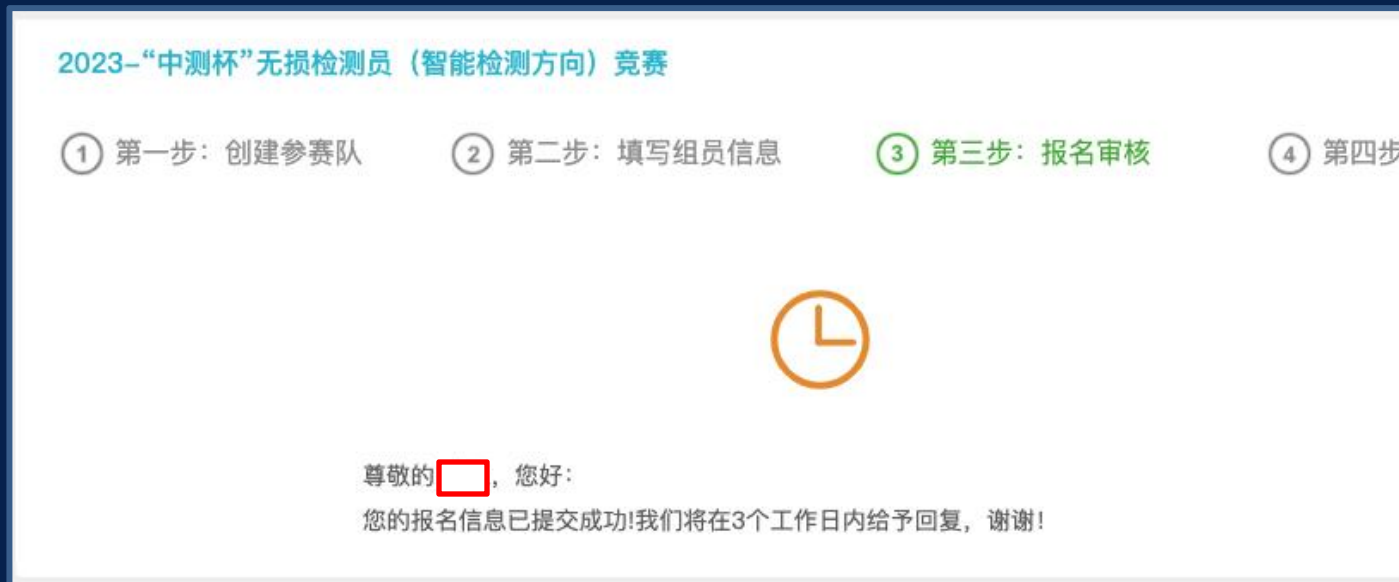 2023-“中测杯”无损检测员（智能检测方向）竞赛
1 第一步：创建参赛队 2 第二步：填写组员信息 3 第三步：报名审核 4 第四步
尊敬的，您好：
您的报名信息已提交成功!我们将在3个工作日内给予回复，谢谢!